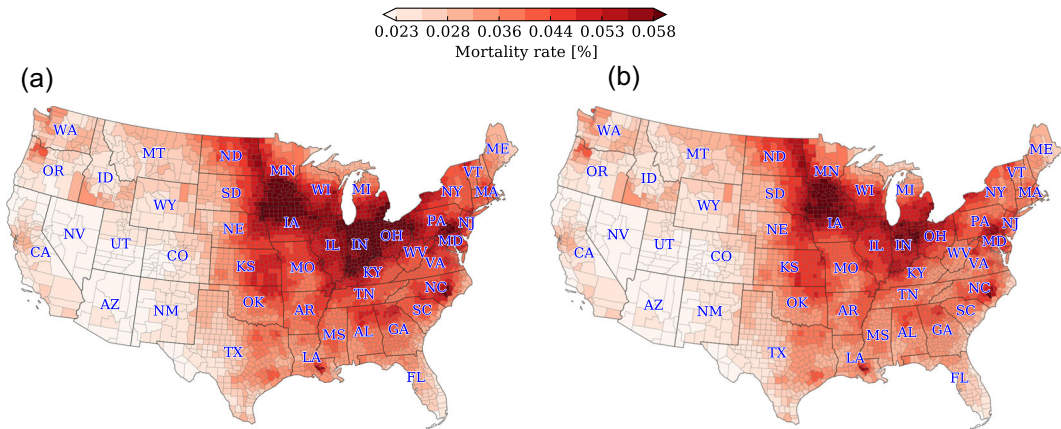 0.023 0.028 0.036 0.044 0.053 0.058
Mortality rate [%]
(a) (b)
WA
MT
ND
MN
ME
OR
ID
SD
WI
MI
VT
NY
MA
WY
IA
PA
NJ
NE
IL
IN
OH
MD
CA
NV
UT
CO
KS
MO
KY
WV
VA
AZ
NM
OK
AR
TN
NC
SC
TX
MS
AL
GA
LA
FL
WA
MT
ND
MN
ME
OR
ID
SD
WI
MI
VT
NY
MA
WY
IA
PA
NJ
NE
IL
IN
OH
MD
CA
NV
UT
CO
KS
MO
KY
WV
VA
AZ
NM
OK
AR
TN
NC
SC
TX
MS
AL
GA
LA
FL